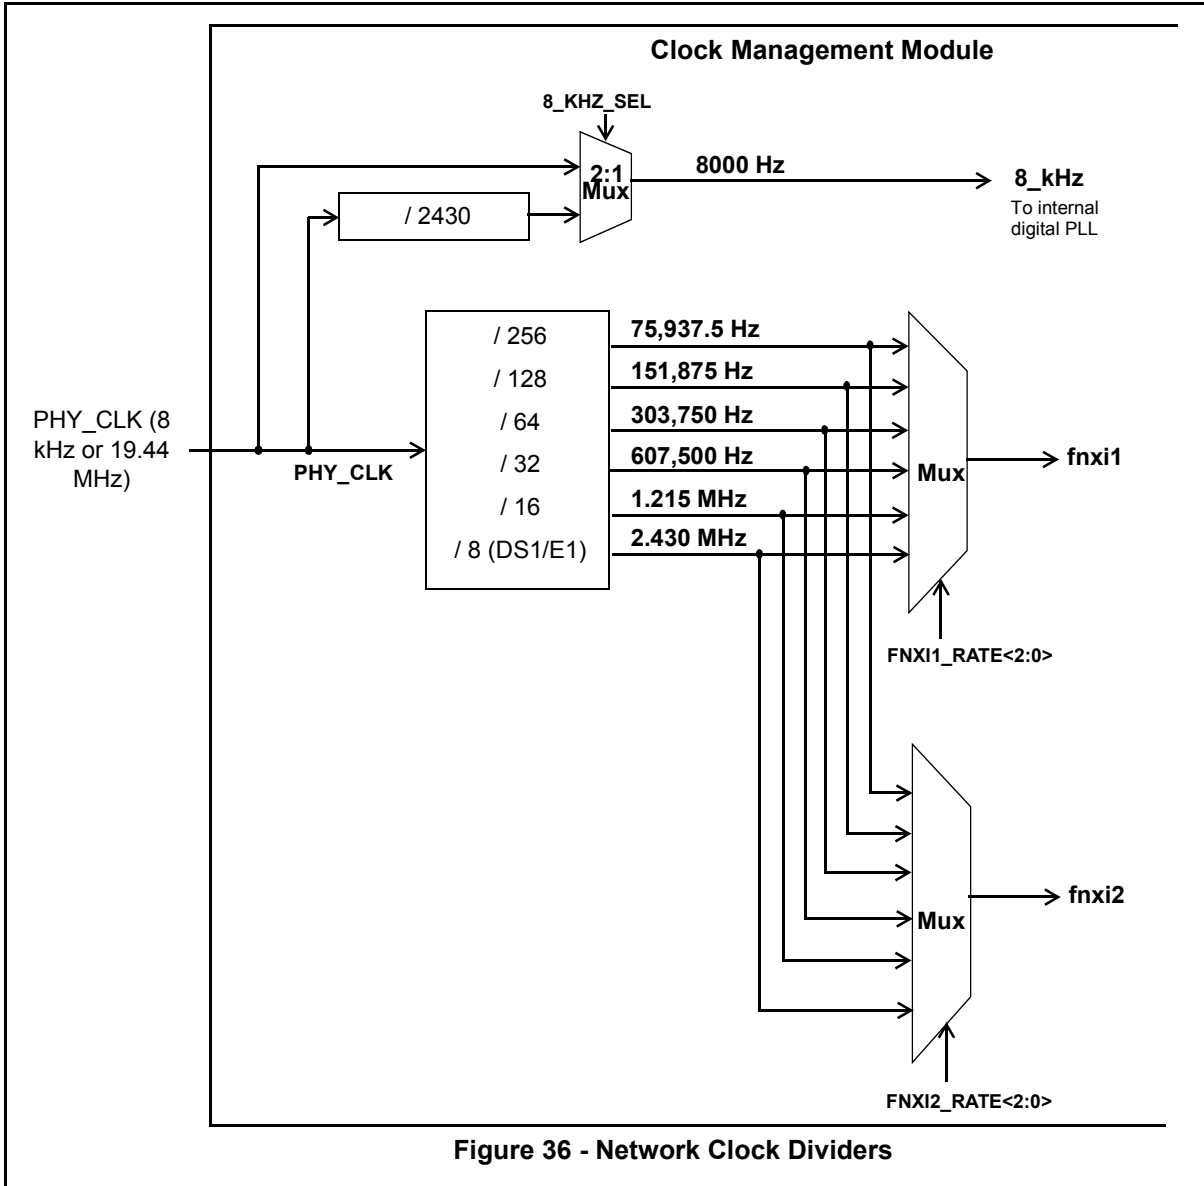 Clock Management Module
8_KHZ_SEL
2:1
Mux
8000 Hz
8_kHz
To internal
digital PLL
/ 2430
/ 256
/ 128
/ 64
/ 32
/ 16
/ 8 (DS1/E1)
75,937.5 Hz
151,875 Hz
303,750 Hz
607,500 Hz
1.215 MHz
2.430 MHz
PHY_CLK (8
kHz or 19.44
MHz)
PHY_CLK
Mux
fnxi1
FNXI1_RATE<2:0>
Mux
fnxi2
FNXI2_RATE<2:0>
Figure 36 - Network Clock Dividers